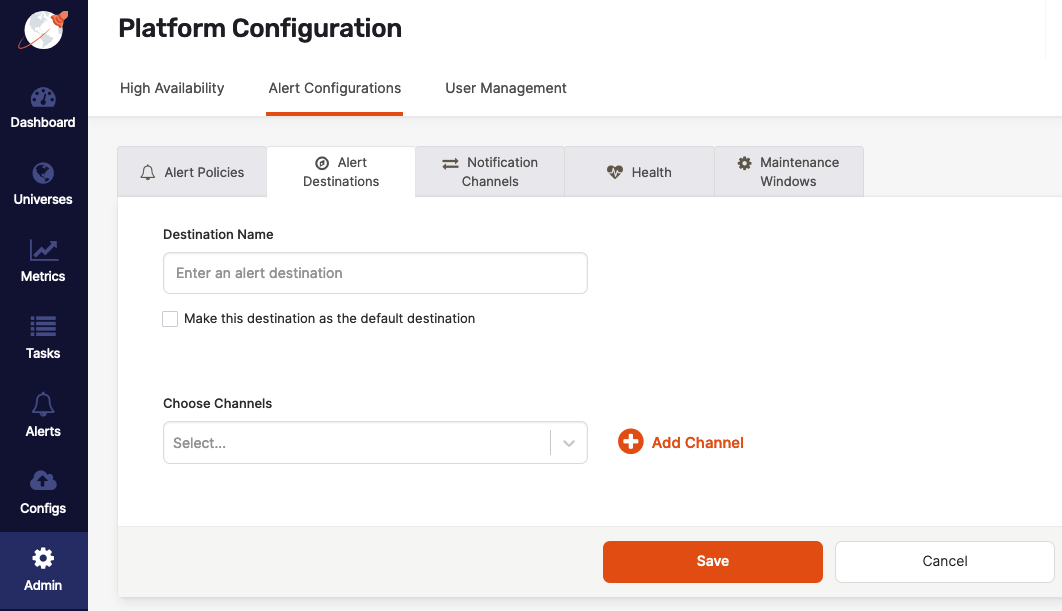 Platform Configuration
High Availability
Alert Configurations
User Management
Dashboard
Universes
Metrics
Tasks
Alerts
Configs
Admin
Alert Policies
Alert
Destinations
Notification
Channels
Health
Maintenance
Windows
Destination Name
Enter an alert destination
Make this destination as the default destination
Choose Channels
Select...
Add Channel
Save
Cancel